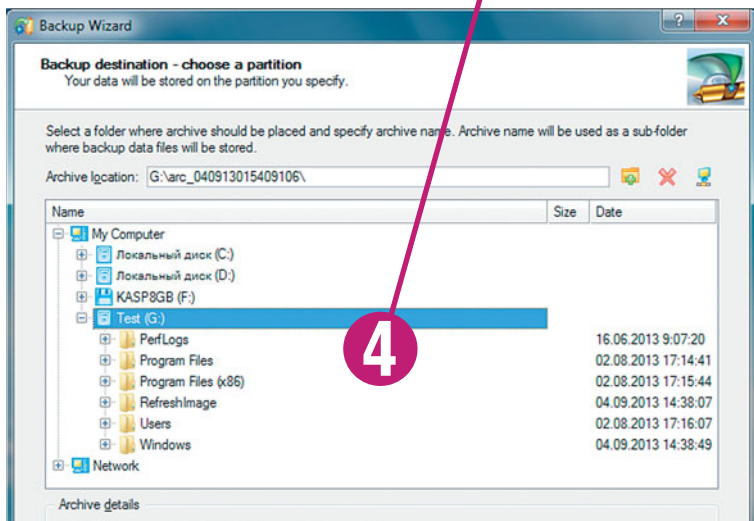 Backup Wizard
Backup destination - choose a partition
Your data will be stored on the partition you specify.
Select a folder where archive should be placed and specify archive name. Archive name will be used as a sub-folder
where backup data files will be stored.
Archive location: G:\arc_040913015409106\
Name Size Date
My Computer
Локальный диск (C:)
Локальный диск (D:)
KASP8GB (F:)
Test (G:)
PerfLogs 16.06.2013 9:07:20
Program Files 02.08.2013 17:14:41
Program Files (x86) 02.08.2013 17:15:44
RefreshImage 04.09.2013 14:38:07
Users 02.08.2013 17:16:07
Windows 04.09.2013 14:38:49
Network
4
Archive details